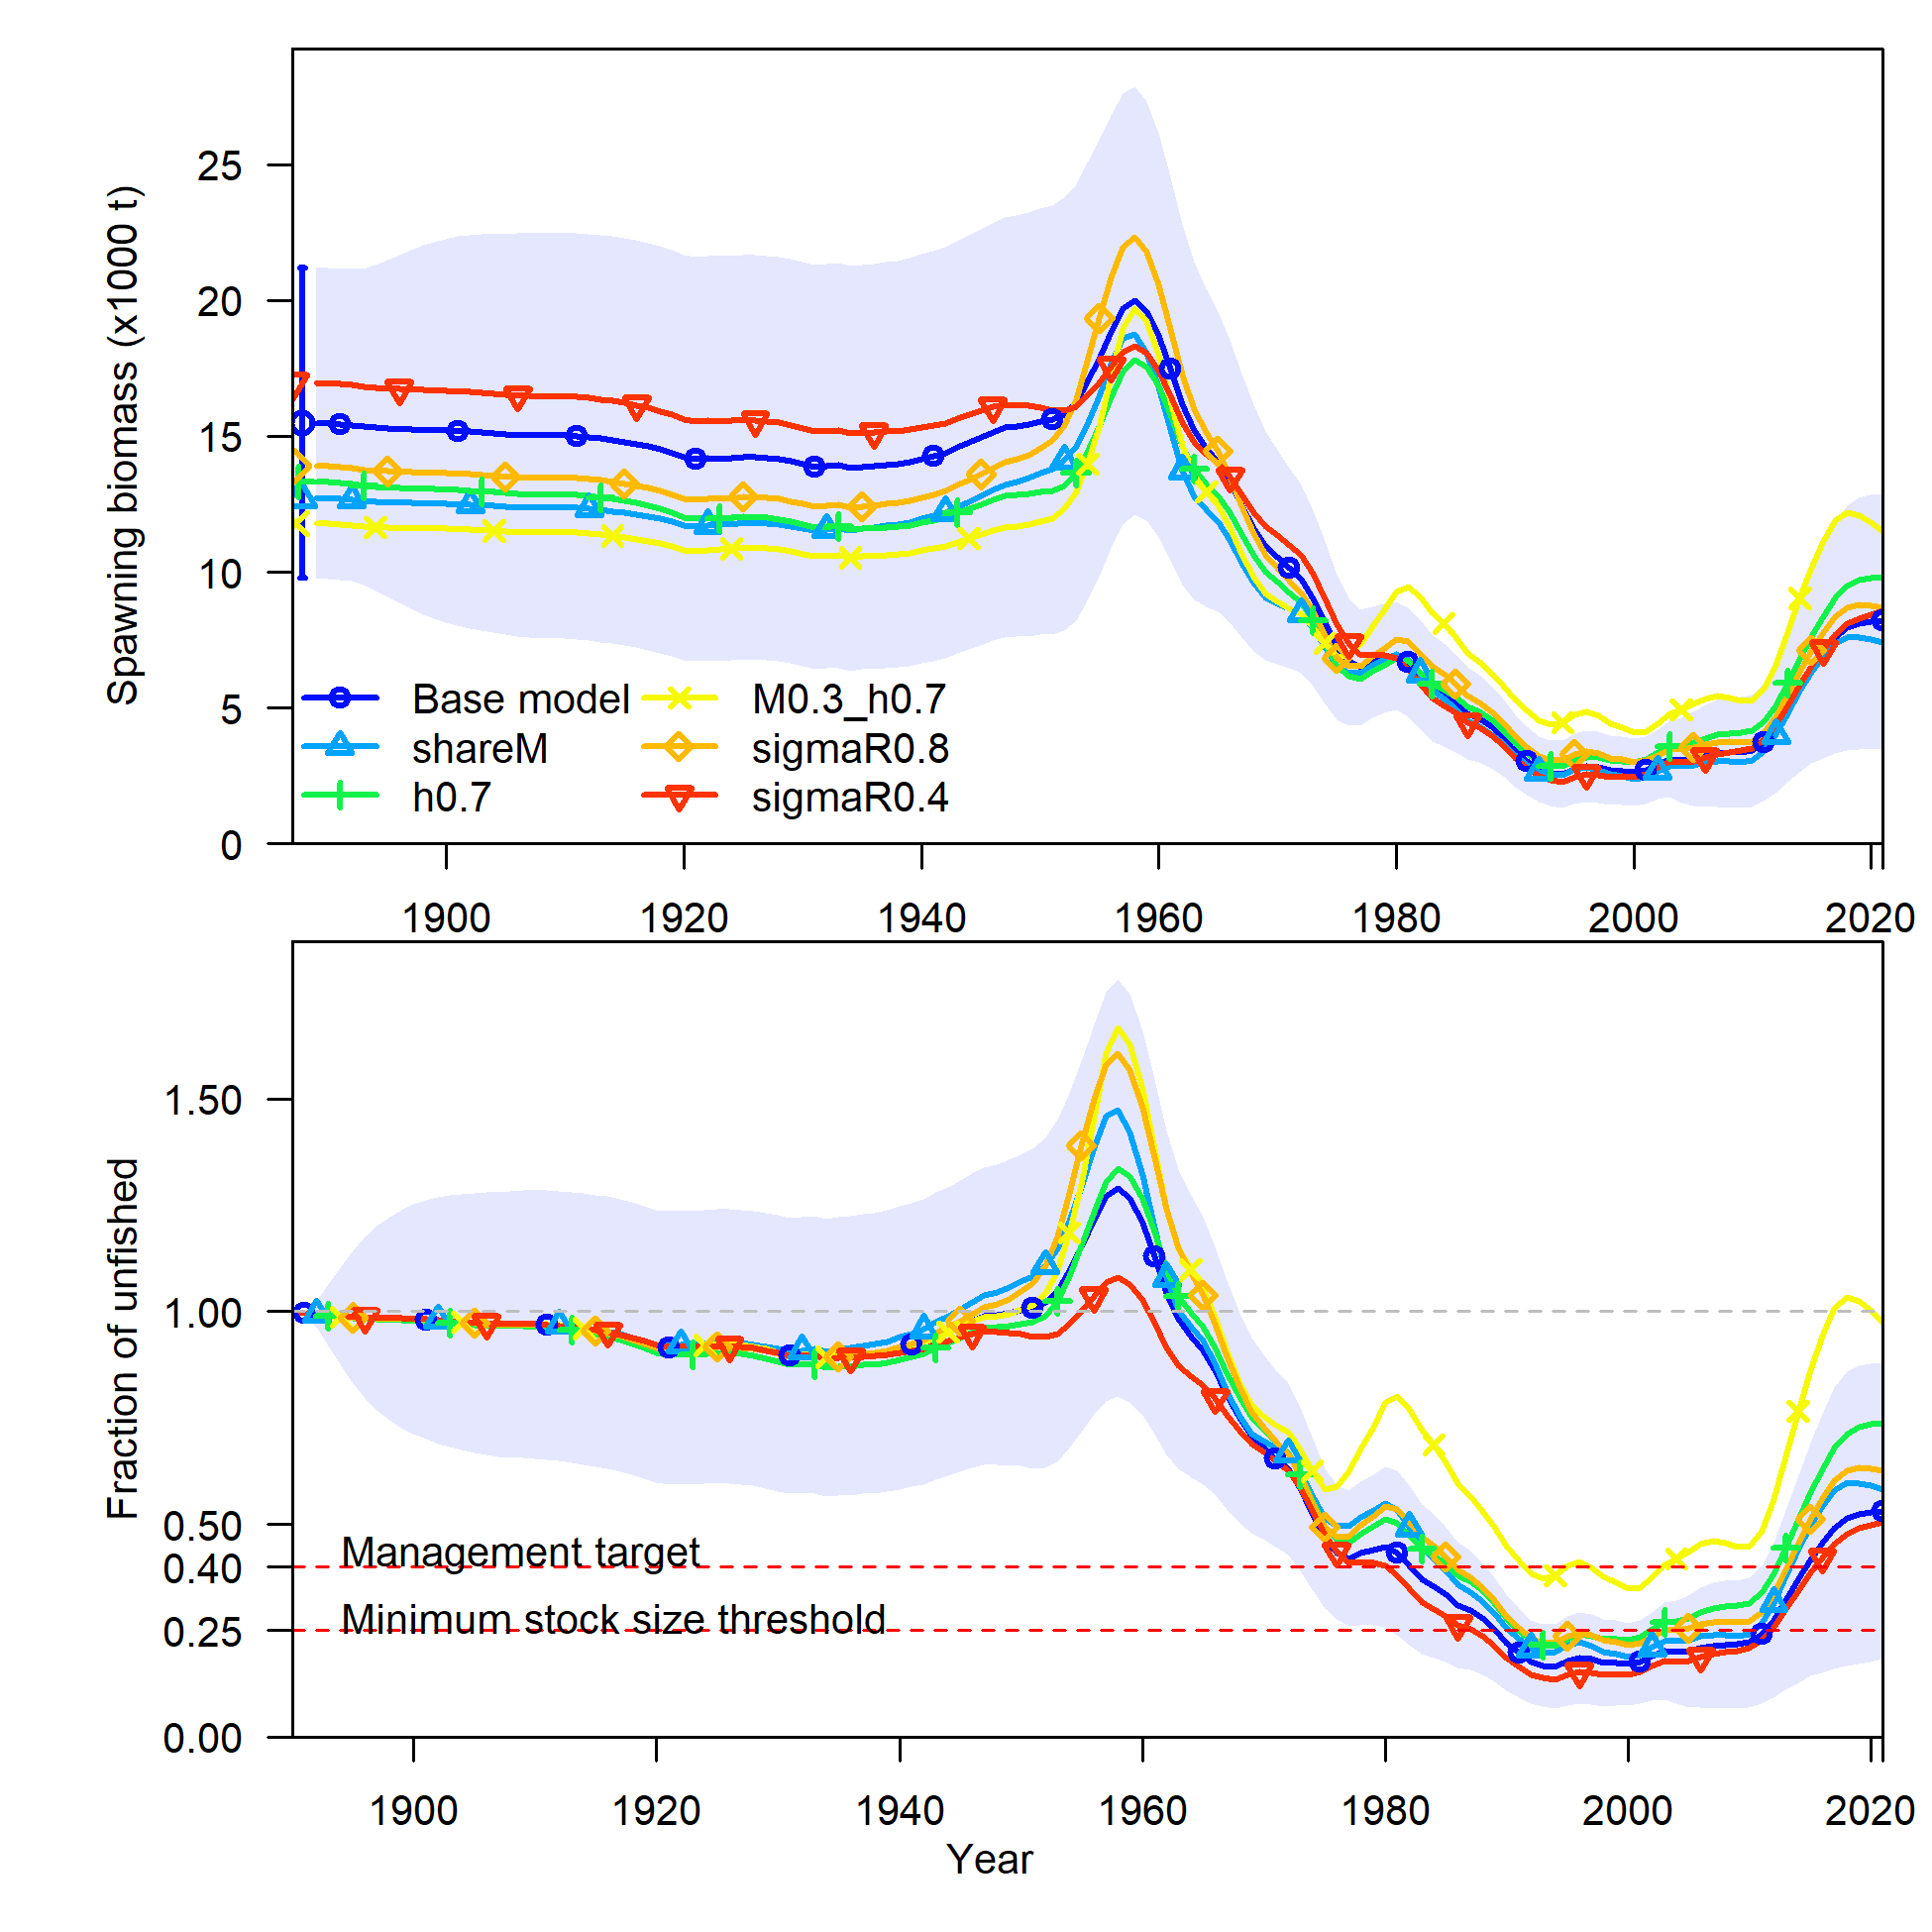 Spawning biomass (x1000 t)
25
20
15
10
5
0
Base model
shareM
h0.7
M0.3_h0.7
sigmaR0.8
sigmaR0.4
1900 1920 1940 1960 1980 2000 2020
Fraction of unfished
1.50
1.00
0.50
0.40
0.25
0.00
Management target
Minimum stock size threshold
1900 1920 1940 1960 1980 2000 2020
Year